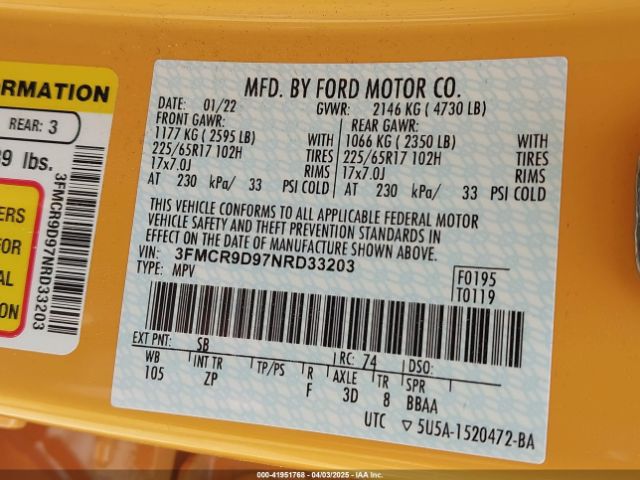 ORMATION
REAR: 3
39 lbs.
ERS
FOR
AL
ION
3FMCR9D97NRD33203
MFD. BY FORD MOTOR CO.
DATE: 01/22 GVWR: 2146 KG ( 4730 LB)
FRONT GAWR: REAR GAWR:
1177 KG ( 2595 LB) WITH 1066 KG ( 2350 LB) WITH
225/65R17 102H TIRES 225/65R17 102H TIRES
17x7.0J RIMS 17x7.0J RIMS
AT 230 kPa/ 33 PSI COLD AT 230 kPa/ 33 PSI COLD
THIS VEHICLE CONFORMS TO ALL APPLICABLE FEDERAL MOTOR
VEHICLE SAFETY AND THEFT PREVENTION STANDARDS IN
EFFECT ON THE DATE OF MANUFACTURE SHOWN ABOVE.
VIN: 3FMCR9D97NRD33203
TYPE: MPV
F0195
T0119
EXT PNT: SB RC: 74 DSO:
WB INT TR TP/PS R AXLE TR SPR
105 ZP F 3D 8 BBAA
UTC ▽ 5U5A-1520472-BA
000-41951768 - 04/03/2025 - IAAI.com